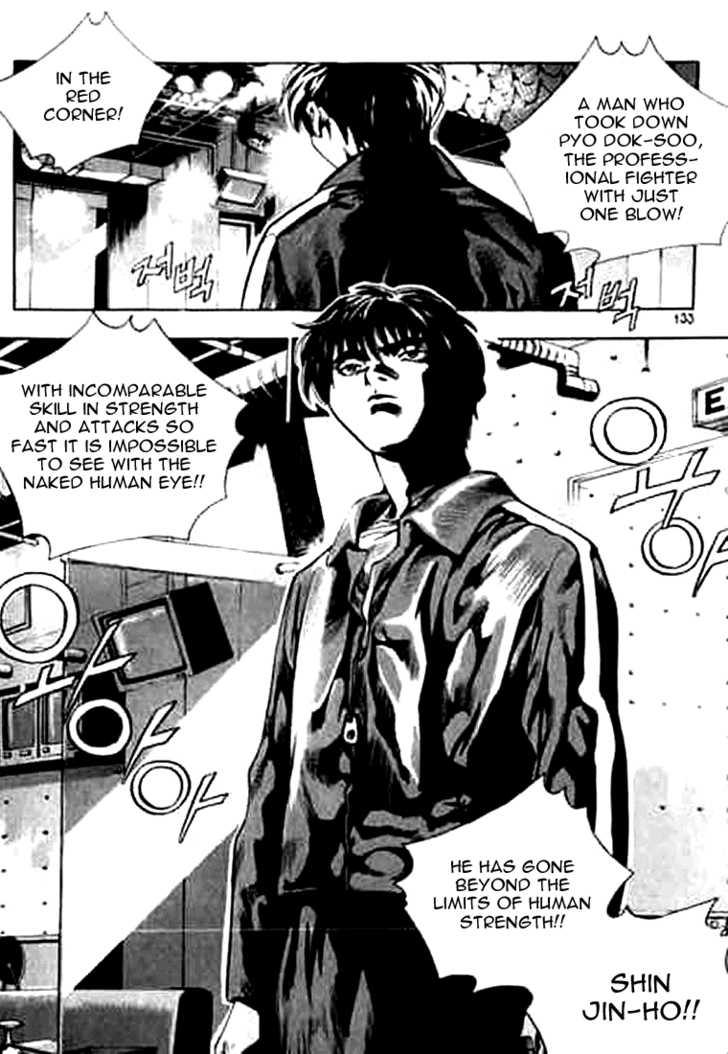 IN THE
RED
CORNER!
A MAN WHO
TOOK DOWN
PYO DOK-SOO,
THE PROFESS-
IONAL FIGHTER
WITH JUST
ONE BLOW!
저벅
저벅
133
WITH INCOMPARABLE
SKILL IN STRENGTH
AND ATTACKS SO
FAST IT IS IMPOSSIBLE
TO SEE WITH THE
NAKED HUMAN EYE!!
E
우와
와아아
HE HAS GONE
BEYOND THE
LIMITS OF HUMAN
STRENGTH!!
SHIN
JIN-HO!!